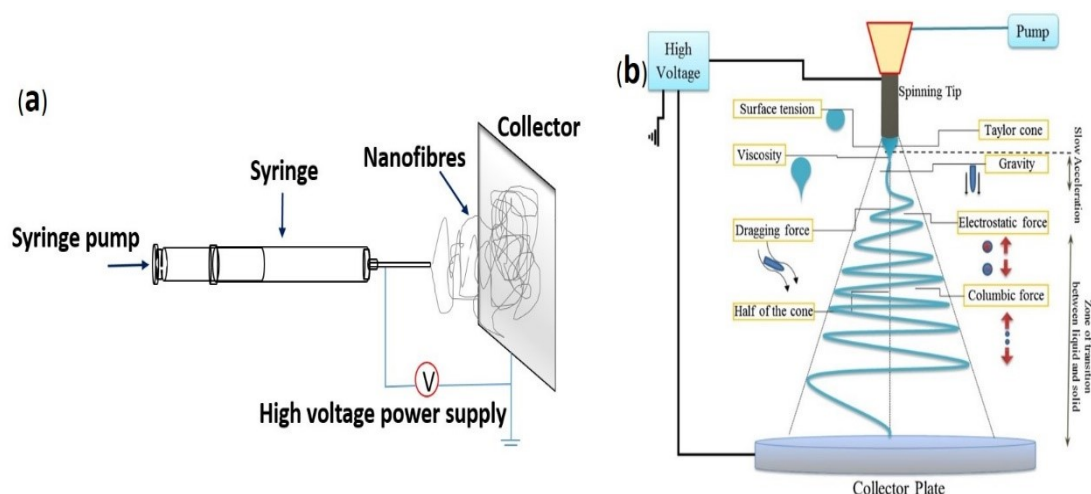 (a)
Collector
Nanofibres
Syringe
Syringe pump
V
High voltage power supply
(b)
High
Voltage
Pump
Spinning Tip
Surface tension
Taylor cone
Viscosity
Gravity
Slow Acceleration
Dragging force
Electrostatic force
Half of the cone
Columbic force
Zone of transition
between liquid and solid
Collector Plate